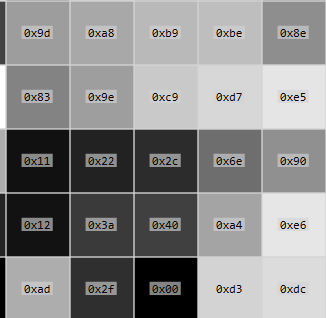 0x9d 0xa8 0xb9 0xbe 0x8e
0x83 0x9e 0xc9 0xd7 0xe5
0x11 0x22 0x2c 0x6e 0x90
0x12 0x3a 0x40 0xa4 0xe6
0xad 0x2f 0x00 0xd3 0xdc